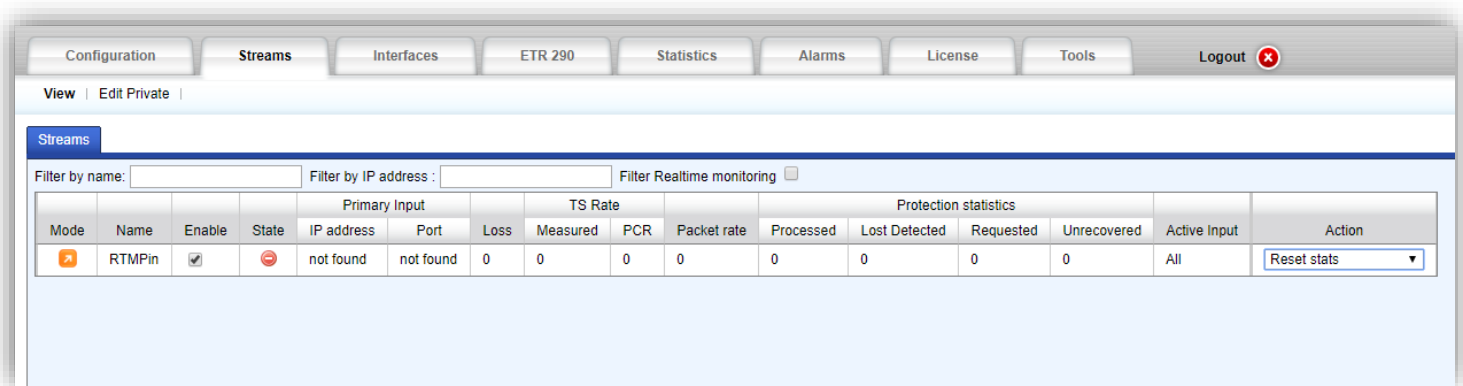 Configuration Streams Interfaces ETR 290 Statistics Alarms License Tools Logout
View | Edit Private |
Streams
Filter by name: Filter by IP address : Filter Realtime monitoring
Primary Input TS Rate Protection statistics
Mode Name Enable State IP address Port Loss Measured PCR Packet rate Processed Lost Detected Requested Unrecovered Active Input Action
RTMPin not found not found 0 0 0 0 0 0 0 0 All Reset stats